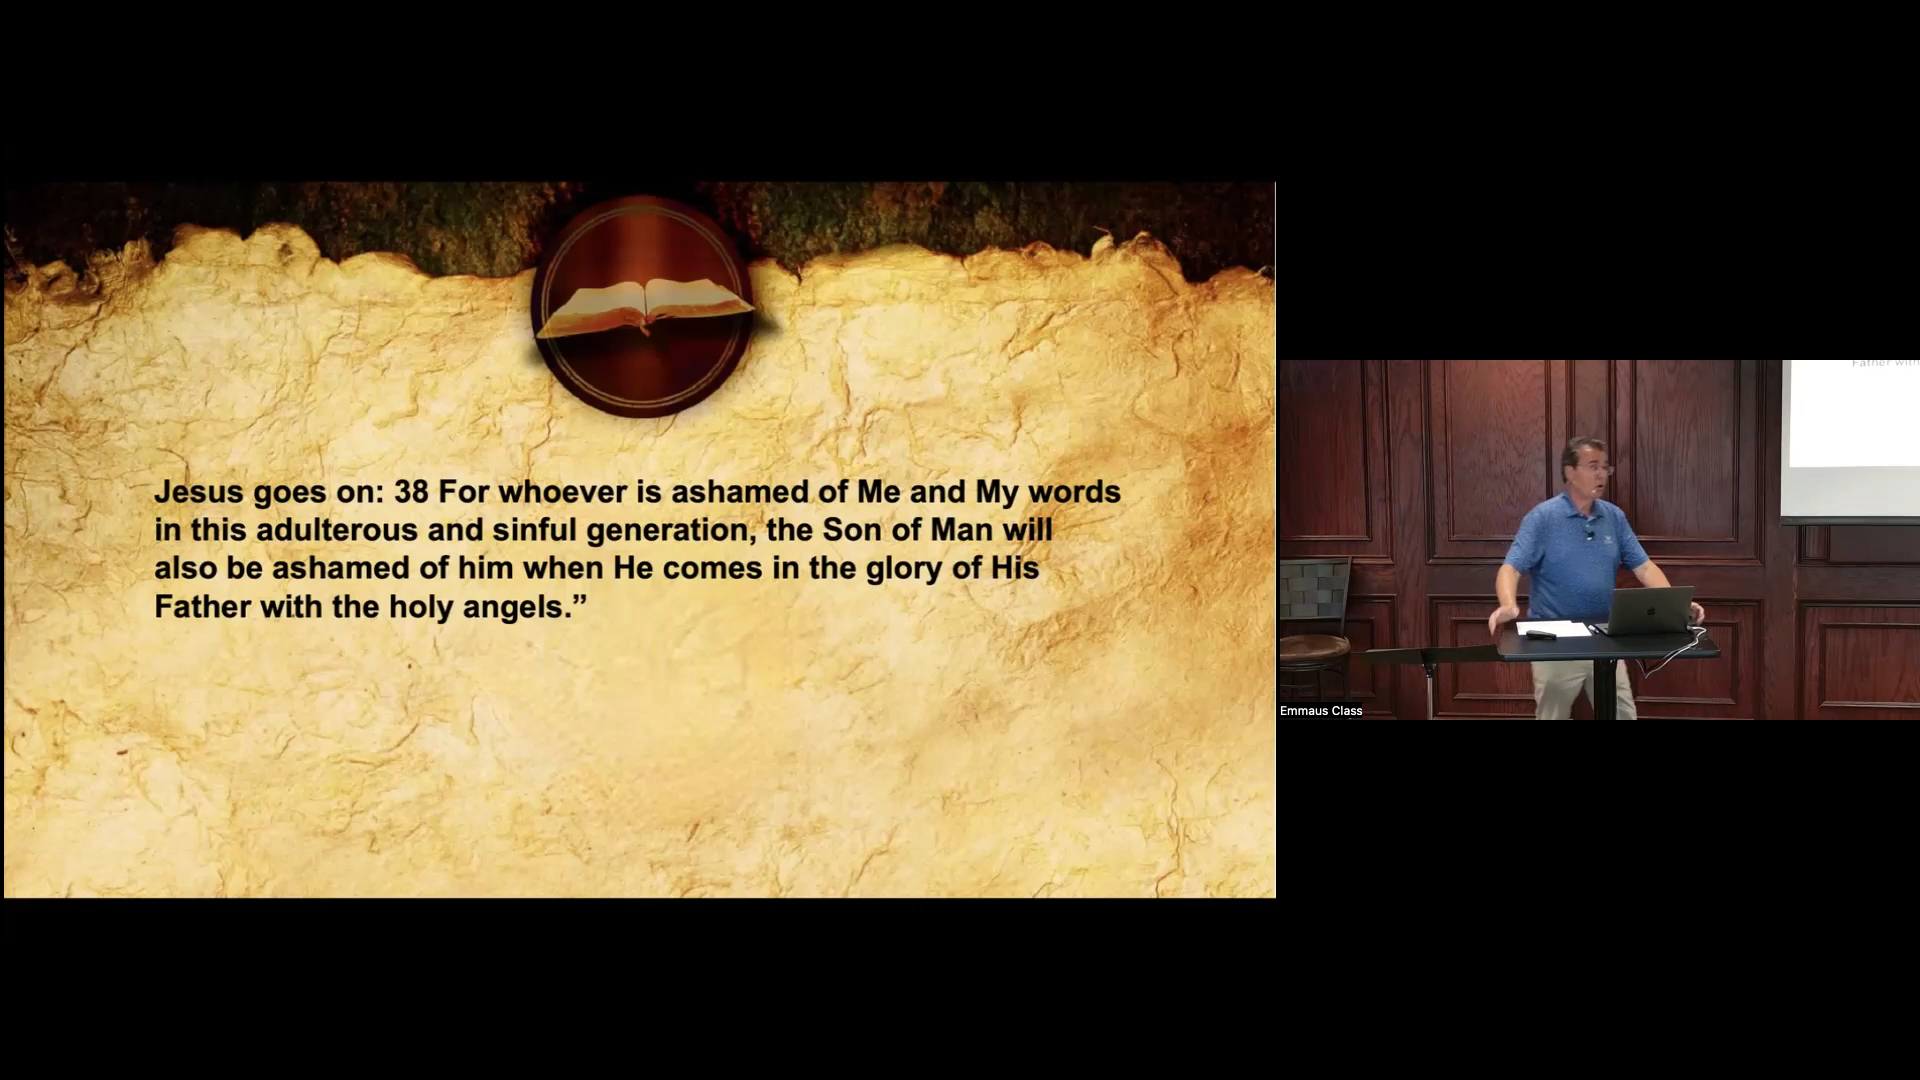 Jesus goes on: 38 For whoever is ashamed of Me and My words
in this adulterous and sinful generation, the Son of Man will
also be ashamed of him when He comes in the glory of His
Father with the holy angels.”
Father with
Emmaus Class